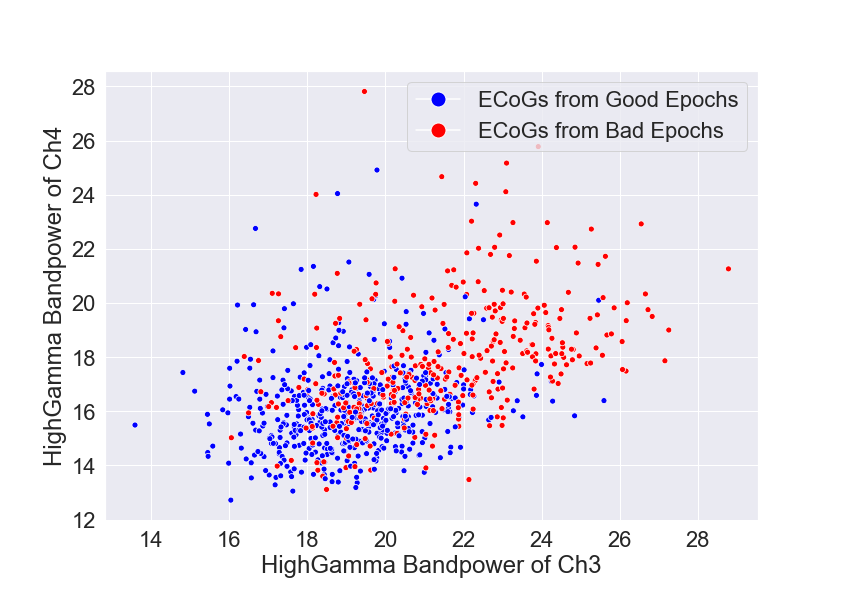 ECoGs from Good Epochs
ECoGs from Bad Epochs
28
26
24
22
20
18
16
14
12
HighGamma Bandpower of Ch4
14 16 18 20 22 24 26 28
HighGamma Bandpower of Ch3